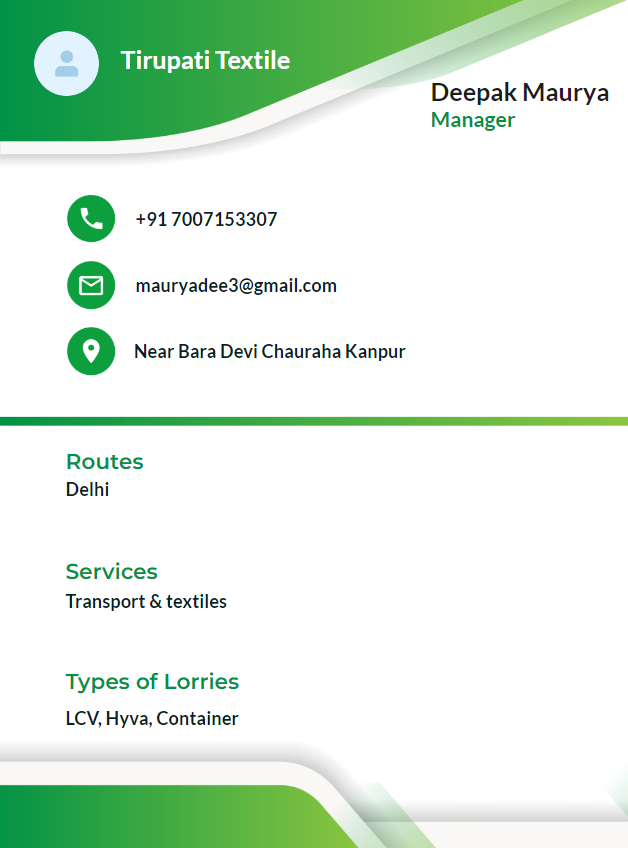 Tirupati Textile
Deepak Maurya
Manager
+91 7007153307
mauryadee3@gmail.com
Near Bara Devi Chauraha Kanpur
Routes
Delhi
Services
Transport & textiles
Types of Lorries
LCV, Hyva, Container